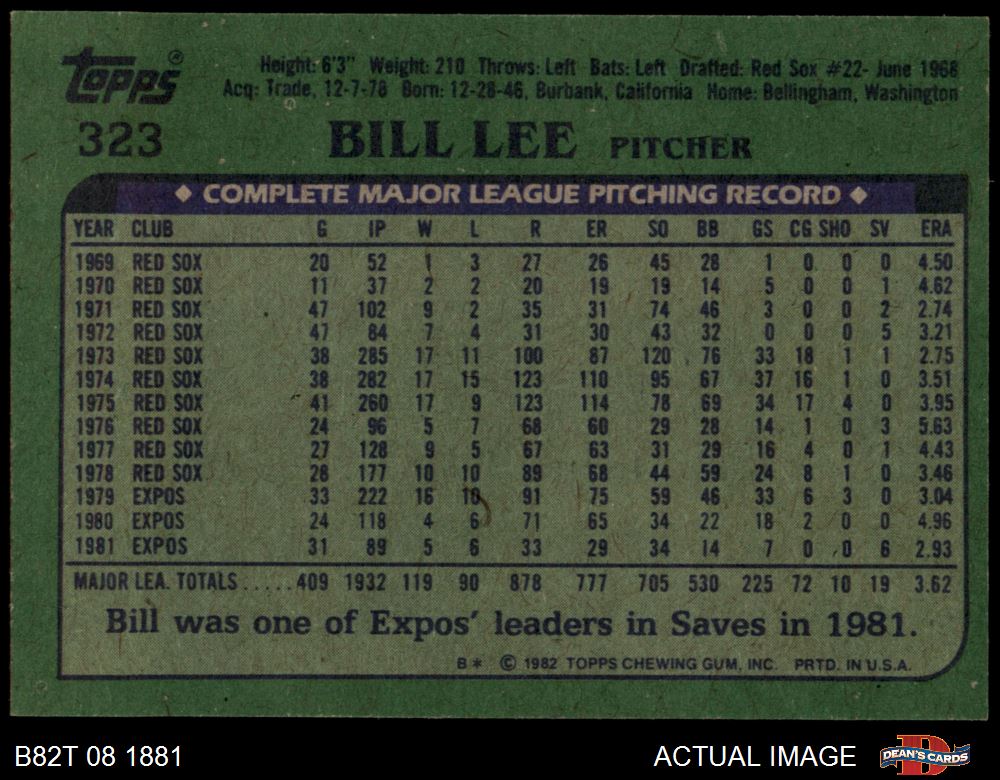 Topps®
Height: 6'3" Weight: 210 Throws: Left Bats: Left Drafted: Red Sox #22- June 1968
Acq: Trade, 12-7-78 Born: 12-28-46, Burbank, California Home: Bellingham, Washington
323 BILL LEE PITCHER
◆ COMPLETE MAJOR LEAGUE PITCHING RECORD ◆
YEAR CLUB G IP W L R ER SO BB GS CG SHO SV ERA
1969 RED SOX 20 52 1 3 27 26 45 28 1 0 0 0 4.50
1970 RED SOX 11 37 2 2 20 19 19 14 5 0 0 1 4.62
1971 RED SOX 47 102 9 2 35 31 74 46 3 0 0 2 2.74
1972 RED SOX 47 84 7 4 31 30 43 32 0 0 0 5 3.21
1973 RED SOX 38 285 17 11 100 87 120 76 33 18 1 1 2.75
1974 RED SOX 38 282 17 15 123 110 95 67 37 16 1 0 3.51
1975 RED SOX 41 260 17 9 123 114 78 69 34 17 4 0 3.95
1976 RED SOX 24 96 5 7 68 60 29 28 14 1 0 3 5.63
1977 RED SOX 27 128 9 5 67 63 31 29 16 4 0 1 4.43
1978 RED SOX 28 177 10 10 89 68 44 59 24 8 1 0 3.46
1979 EXPOS 33 222 16 10 91 75 59 46 33 6 3 0 3.04
1980 EXPOS 24 118 4 6 71 65 34 22 18 2 0 0 4.96
1981 EXPOS 31 89 5 6 33 29 34 14 7 0 0 6 2.93
MAJOR LEA. TOTALS.....409 1932 119 90 878 777 705 530 225 72 10 19 3.62
Bill was one of Expos' leaders in Saves in 1981.
B* © 1982 TOPPS CHEWING GUM, INC. PRTD. IN U.S.A.
B82T 08 1881 ACTUAL IMAGE DEAN'S CARDS